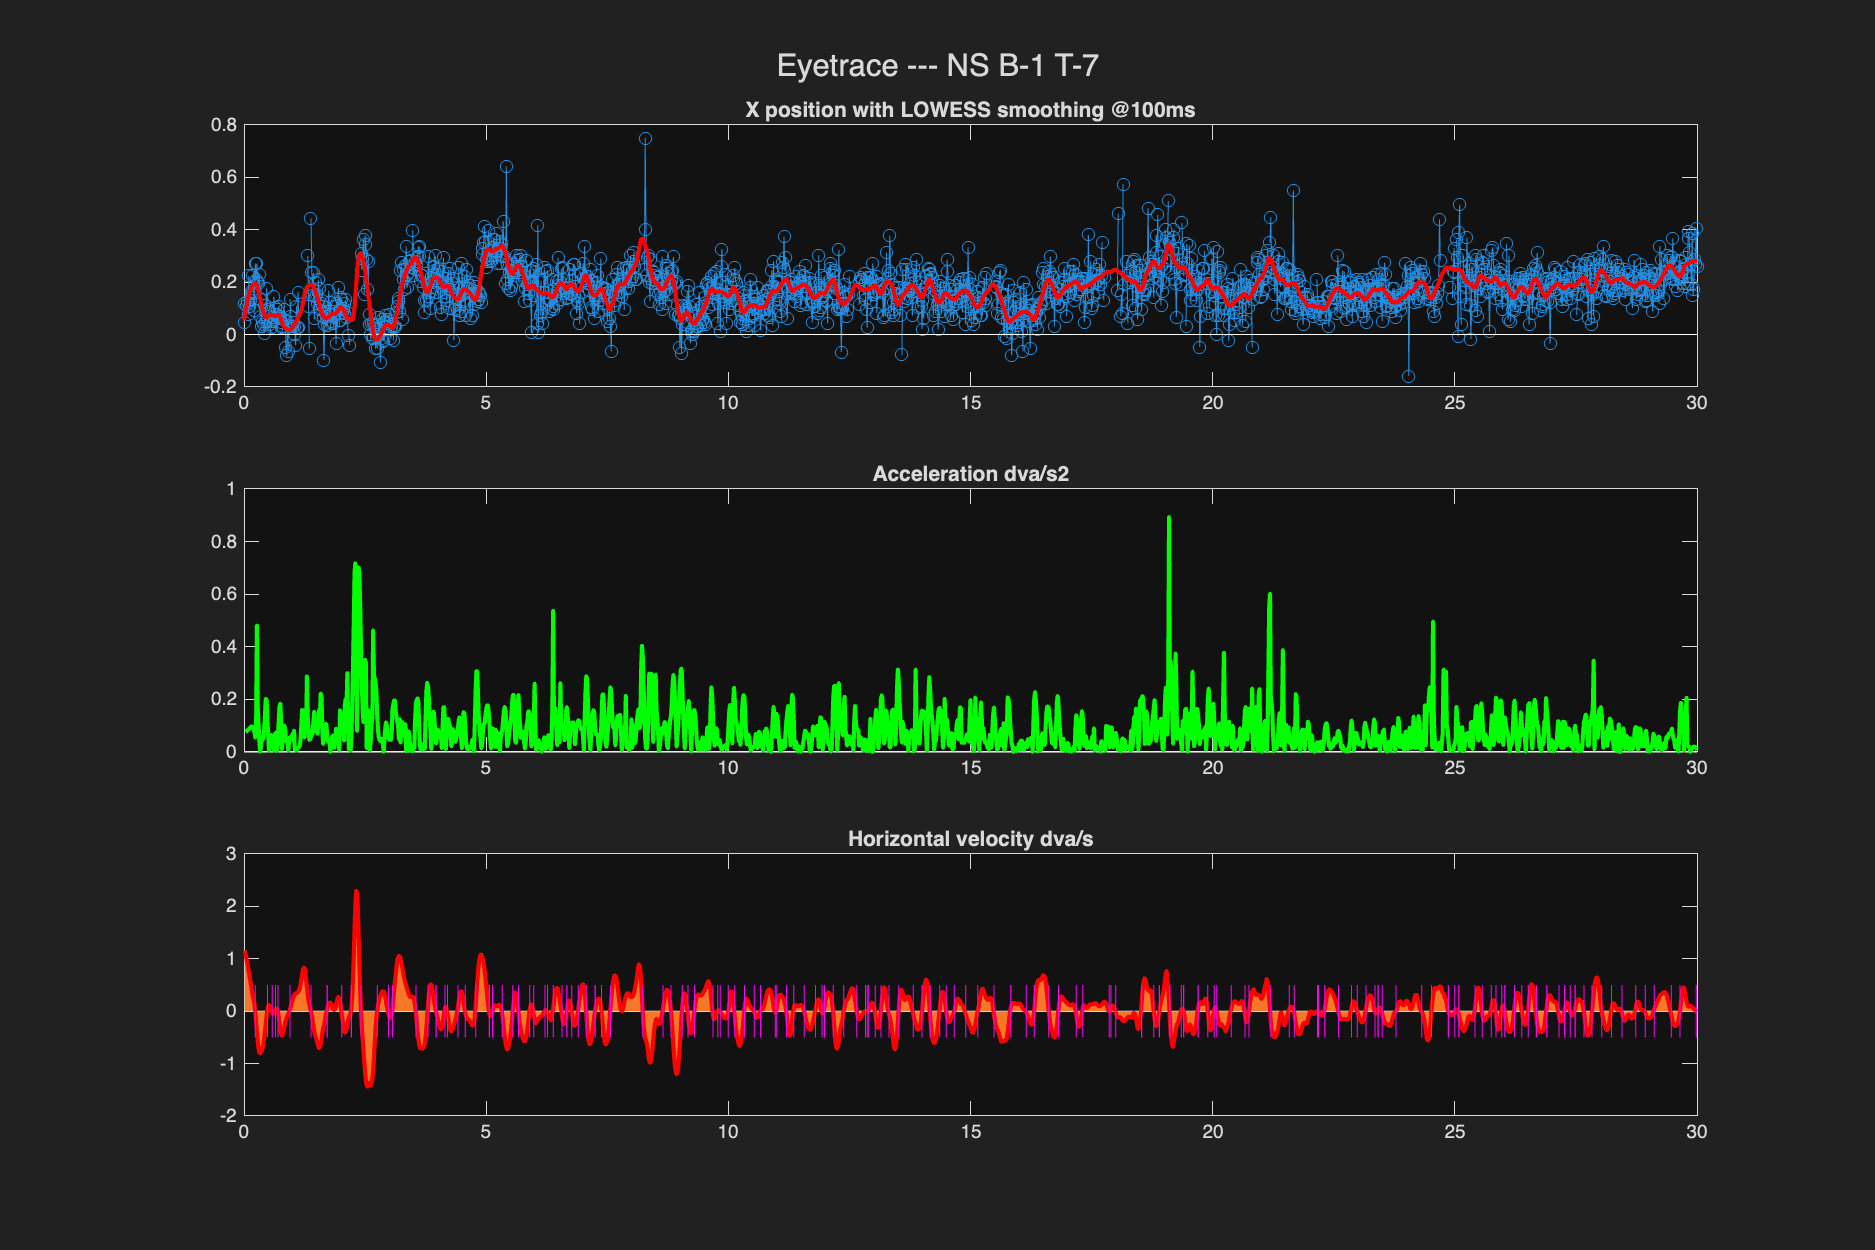 Eyetrace --- NS B-1 T-7
X position with LOWESS smoothing @100ms
0.8
0.6
0.4
0.2
0
-0.2
0 5 10 15 20 25 30
Acceleration dva/s2
1
0.8
0.6
0.4
0.2
0
0 5 10 15 20 25 30
Horizontal velocity dva/s
3
2
1
0
-1
-2
0 5 10 15 20 25 30